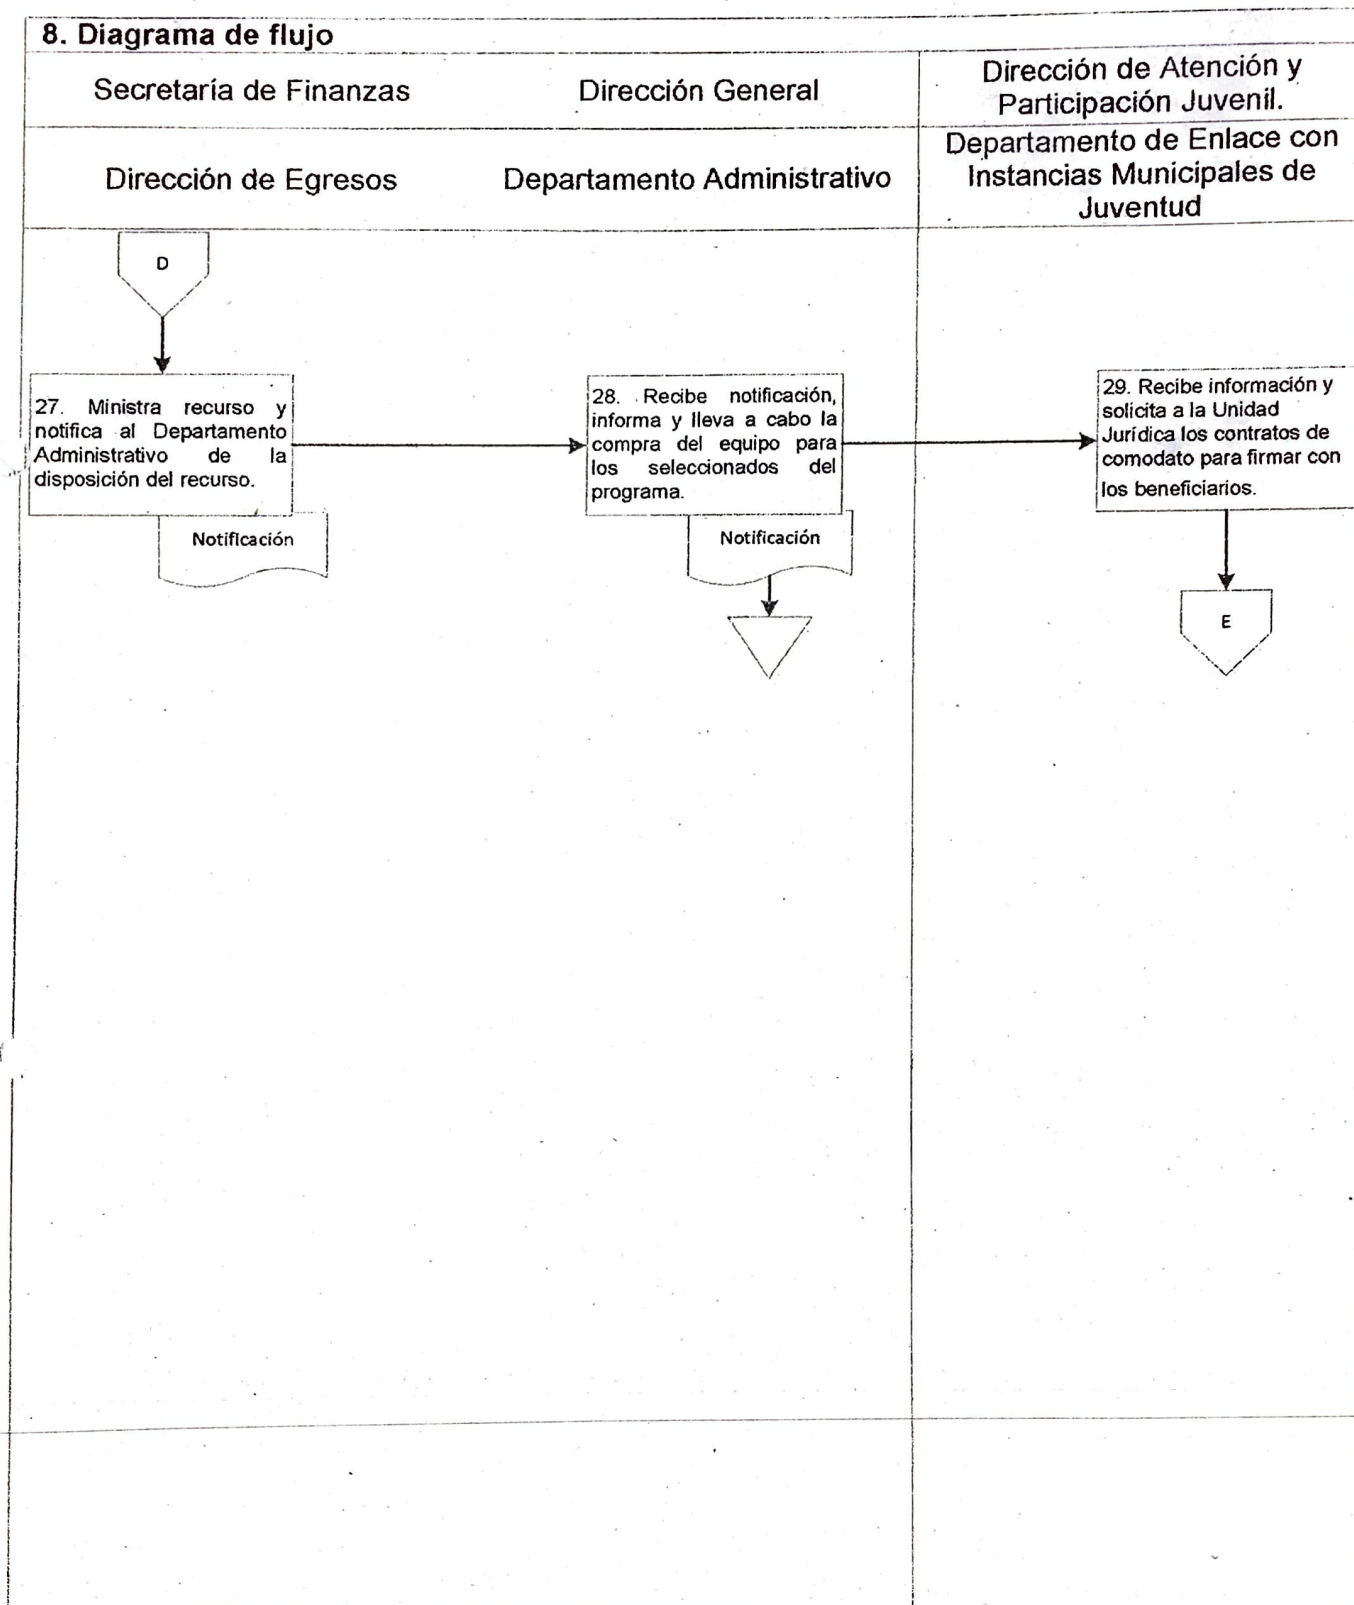 8. Diagrama de flujo
Secretaría de Finanzas
Dirección General
Dirección de Atención y
Participación Juvenil.
Dirección de Egresos
Departamento Administrativo
Departamento de Enlace con
Instancias Municipales de
Juventud
D
27. Ministra recurso y
notifica al Departamento
Administrativo de la
disposición del recurso.
Notificación
28. Recibe notificación,
informa y lleva a cabo la
compra del equipo para
los seleccionados del
programa.
Notificación
29. Recibe información y
solicita a la Unidad
Jurídica los contratos de
comodato para firmar con
los beneficiarios.
E